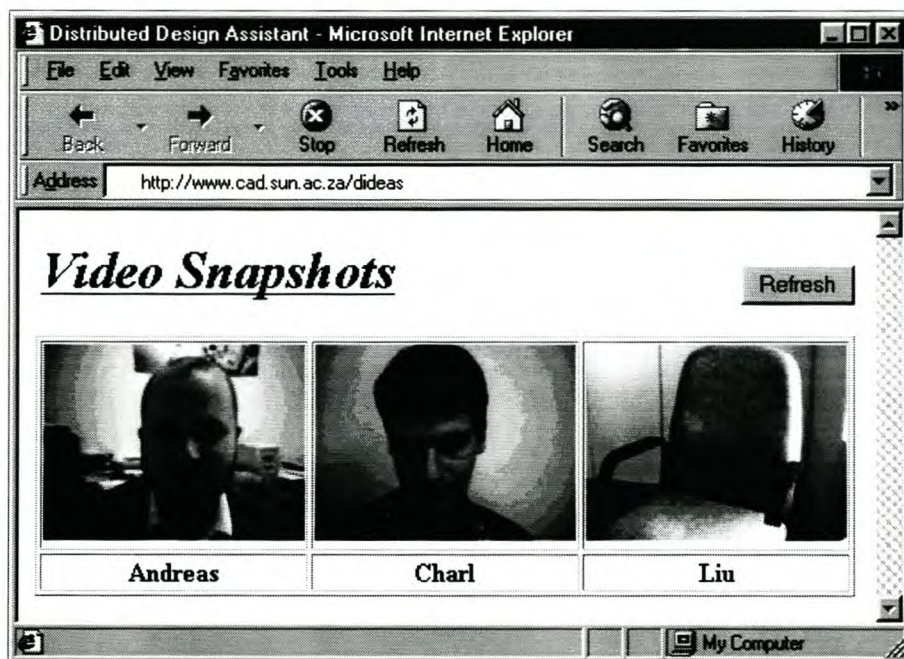 Distributed Design Assistant - Microsoft Internet Explorer
File Edit View Favorites Tools Help
Back Forward Stop Refresh Home Search Favorites History »
Address http://www.cad.sun.ac.za/dideas
Video Snapshots
Refresh
Andreas Charl Liu
My Computer